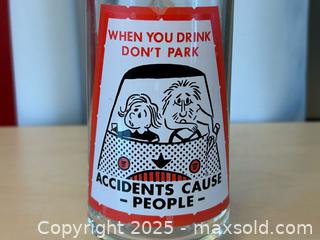 WHEN YOU DRINK
DON'T PARK
ACCIDENTS CAUSE
- PEOPLE -
Copyright © 2025 - maxsold.com